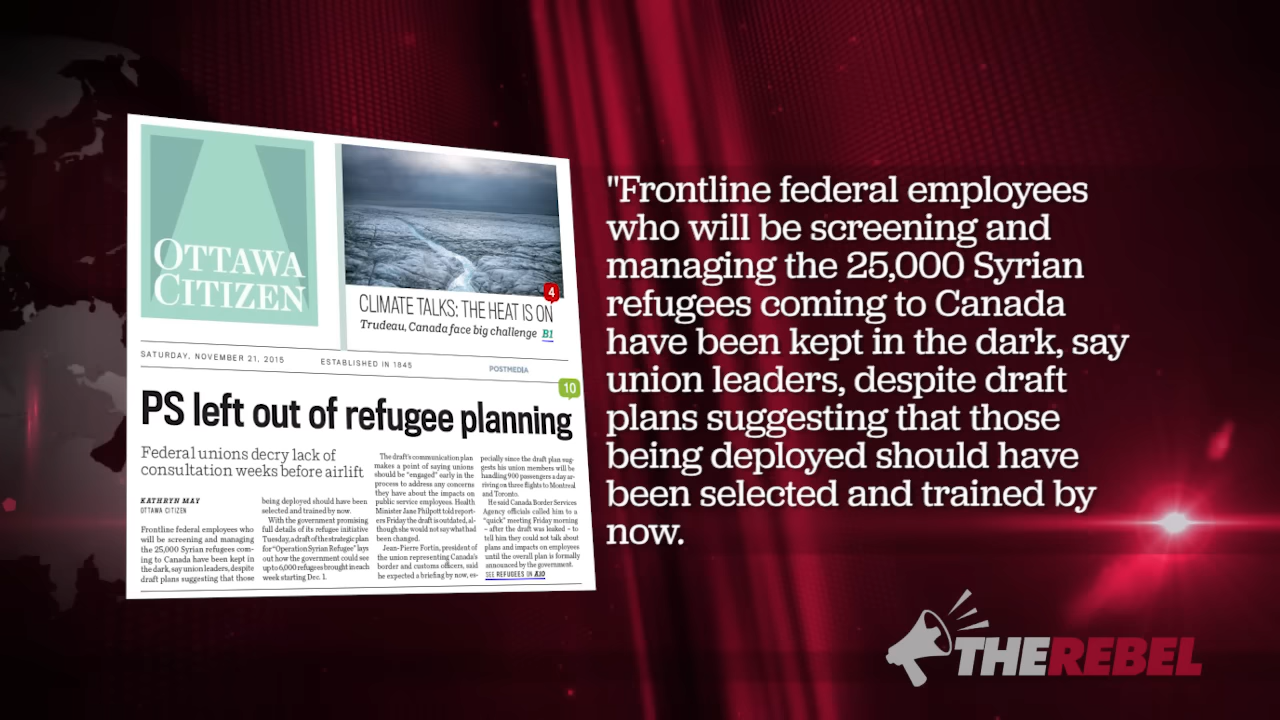 OTTAWA
CITIZEN
4
CLIMATE TALKS: THE HEAT IS ON
Trudeau, Canada face big challenge B1
SATURDAY, NOVEMBER 21, 2015 ESTABLISHED IN 1845 POSTMEDIA
10
PS left out of refugee planning
Federal unions decry lack of
consultation weeks before airlift
KATHRYN MAY
OTTAWA CITIZEN
Frontline federal employees who
will be screening and managing
the 25,000 Syrian refugees com-
ing to Canada have been kept in
the dark, say union leaders, despite
draft plans suggesting that those
being deployed should have been
selected and trained by now.
With the government promising
full details of its refugee initiative
Tuesday, a draft of the strategic plan
for “Operation Syrian Refugee” lays
out how the government could see
up to 6,000 refugees brought in each
week starting Dec. 1.
The draft's communication plan
makes a point of saying unions
should be “engaged” early in the
process to address any concerns
they have about the impacts on
public service employees. Health
Minister Jane Philpott told report-
ers Friday the draft is outdated, al-
though she would not say what had
been changed.
Jean-Pierre Fortin, president of
the union representing Canada's
border and customs officers, said
he expected a briefing by now, es-
pecially since the draft plan sug-
gests his union members will be
handling 900 passengers a day ar-
riving on three flights to Montreal
and Toronto.
He said Canada Border Services
Agency officials called him to a
“quick” meeting Friday morning
– after the draft was leaked – to
tell him they could not talk about
plans and impacts on employees
until the overall plan is formally
announced by the government.
SEE REFUGEES ON A10
"Frontline federal employees
who will be screening and
managing the 25,000 Syrian
refugees coming to Canada
have been kept in the dark, say
union leaders, despite draft
plans suggesting that those
being deployed should have
been selected and trained by
now.
THEREBEL